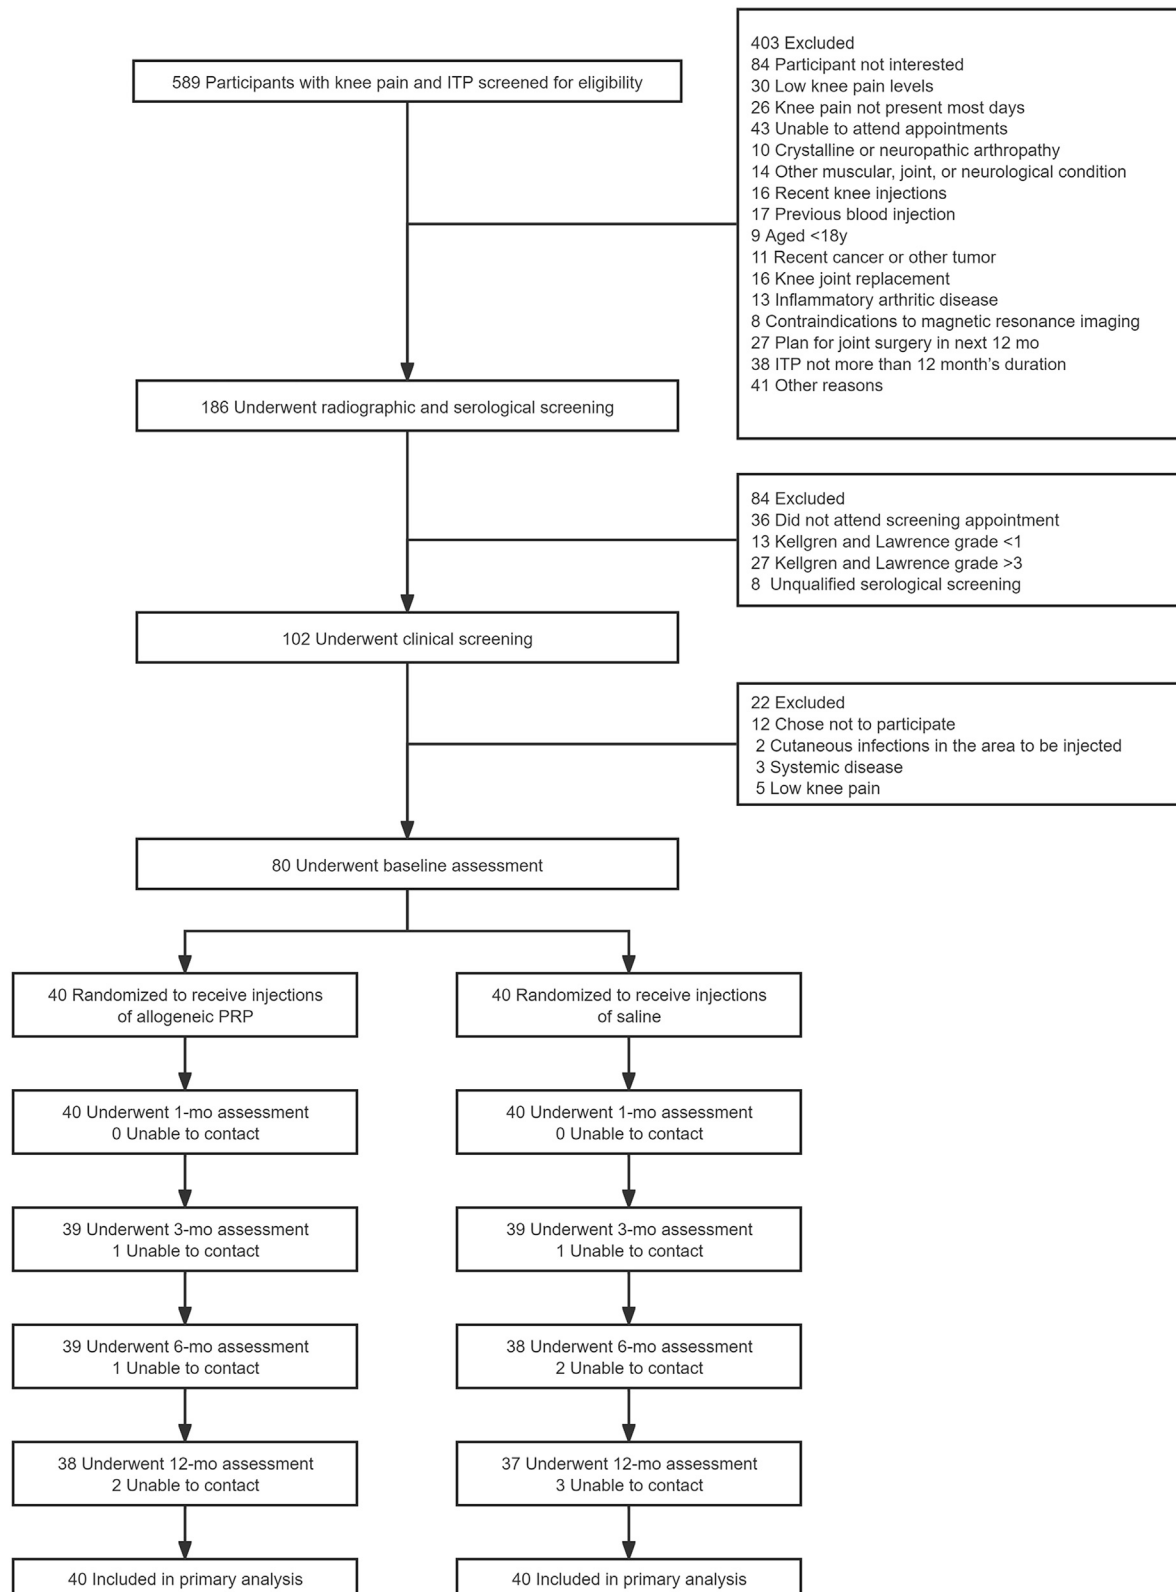 589 Participants with knee pain and ITP screened for eligibility
403 Excluded
84 Participant not interested
30 Low knee pain levels
26 Knee pain not present most days
43 Unable to attend appointments
10 Crystalline or neuropathic arthropathy
14 Other muscular, joint, or neurological condition
16 Recent knee injections
17 Previous blood injection
9 Aged <18y
11 Recent cancer or other tumor
16 Knee joint replacement
13 Inflammatory arthritic disease
8 Contraindications to magnetic resonance imaging
27 Plan for joint surgery in next 12 mo
38 ITP not more than 12 month's duration
41 Other reasons
186 Underwent radiographic and serological screening
84 Excluded
36 Did not attend screening appointment
13 Kellgren and Lawrence grade <1
27 Kellgren and Lawrence grade >3
8 Unqualified serological screening
102 Underwent clinical screening
22 Excluded
12 Chose not to participate
2 Cutaneous infections in the area to be injected
3 Systemic disease
5 Low knee pain
80 Underwent baseline assessment
40 Randomized to receive injections
of allogeneic PRP
40 Randomized to receive injections
of saline
40 Underwent 1-mo assessment
0 Unable to contact
40 Underwent 1-mo assessment
0 Unable to contact
39 Underwent 3-mo assessment
1 Unable to contact
39 Underwent 3-mo assessment
1 Unable to contact
39 Underwent 6-mo assessment
1 Unable to contact
38 Underwent 6-mo assessment
2 Unable to contact
38 Underwent 12-mo assessment
2 Unable to contact
37 Underwent 12-mo assessment
3 Unable to contact
40 Included in primary analysis
40 Included in primary analysis